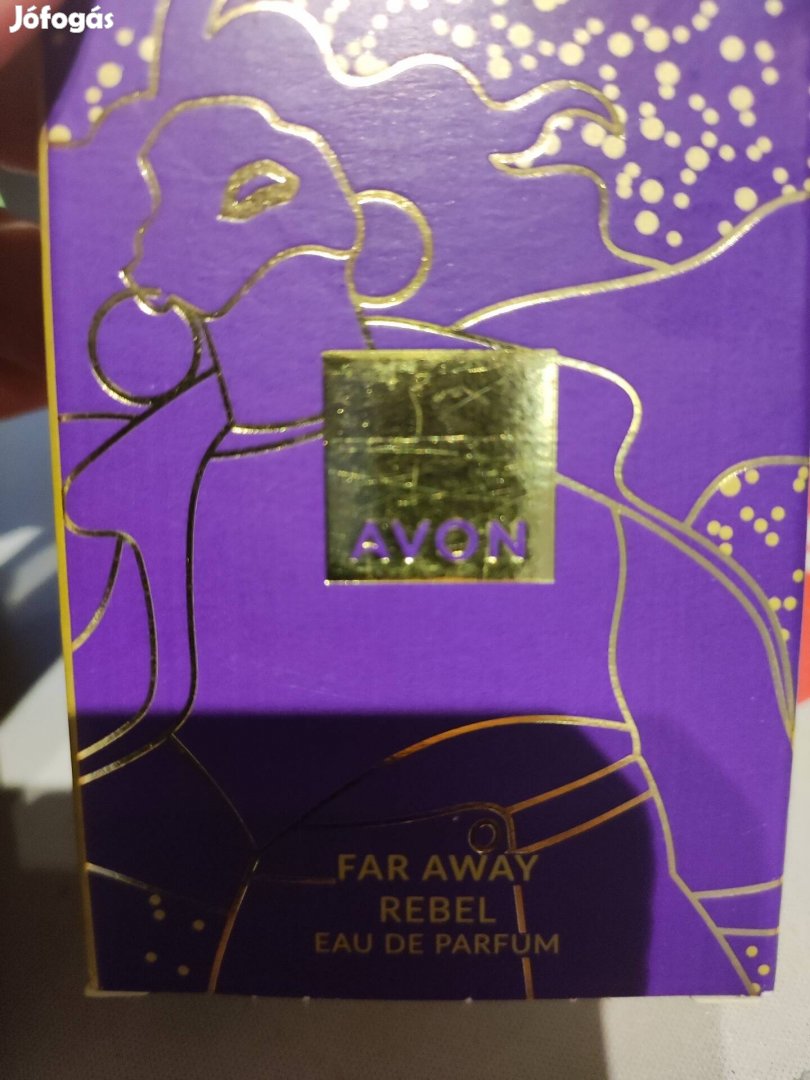 Jófogás
AVON
FAR AWAY
REBEL
EAU DE PARFUM